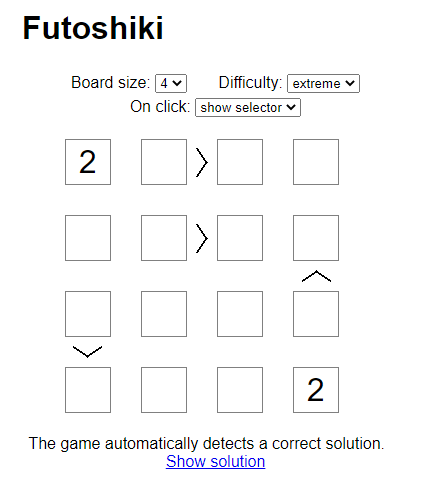 Futoshiki
Board size: 4 Difficulty: extreme
On click: show selector
2
2
The game automatically detects a correct solution.
Show solution